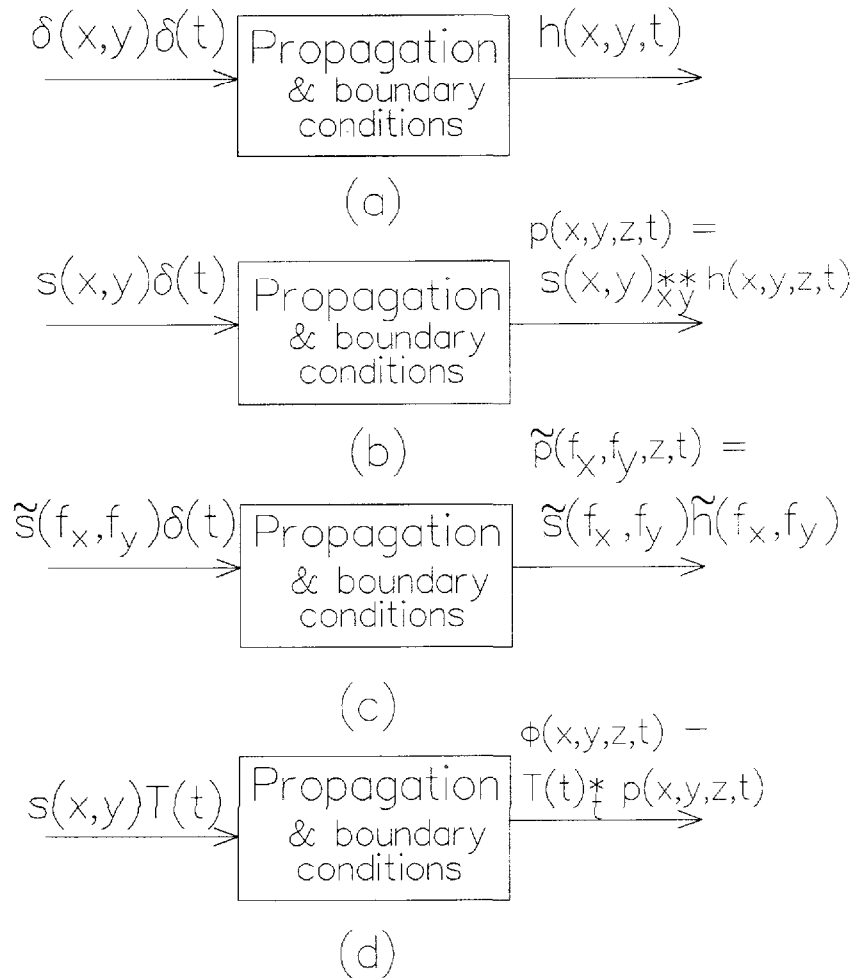 δ(x,y)δ(t)
Propagation
& boundary
conditions
h(x,y,t)
(a)
s(x,y)δ(t)
Propagation
& boundary
conditions
p(x,y,z,t) =
s(x,y)** h(x,y,z,t)
x y
(b)
s̃(f_x,f_y)δ(t)
Propagation
& boundary
conditions
p̃(f_x,f_y,z,t) =
s̃(f_x,f_y)h̃(f_x,f_y)
(c)
s(x,y)T(t)
Propagation
& boundary
conditions
ϕ(x,y,z,t) –
T(t)* p(x,y,z,t)
t
(d)